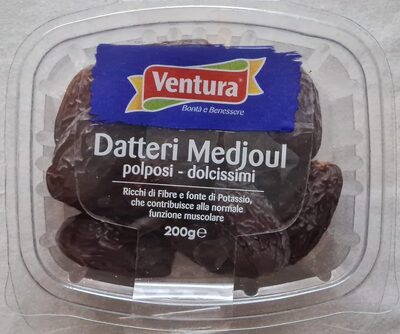 Ventura
Bontà e Benessere
Datteri Medjoul
polposi - dolcissimi
Ricchi di Fibre e fonte di Potassio,
che contribuisce alla normale
funzione muscolare
200g℮